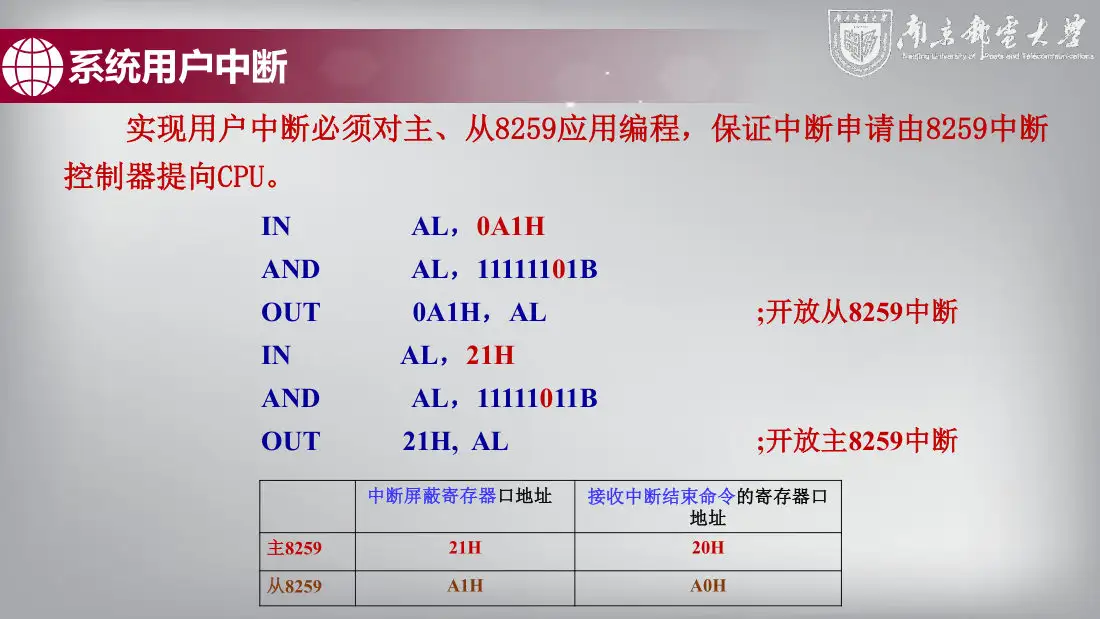 系统用户中断
南京邮电大学
Nanjing University of Posts and Telecommunications
实现用户中断必须对主、从8259应用编程，保证中断申请由8259中断
控制器提向CPU。
IN AL，0A1H
AND AL，11111101B
OUT 0A1H，AL ;开放从8259中断
IN AL，21H
AND AL，11111011B
OUT 21H, AL ;开放主8259中断
中断屏蔽寄存器口地址 接收中断结束命令的寄存器口
地址
主8259 21H 20H
从8259 A1H A0H